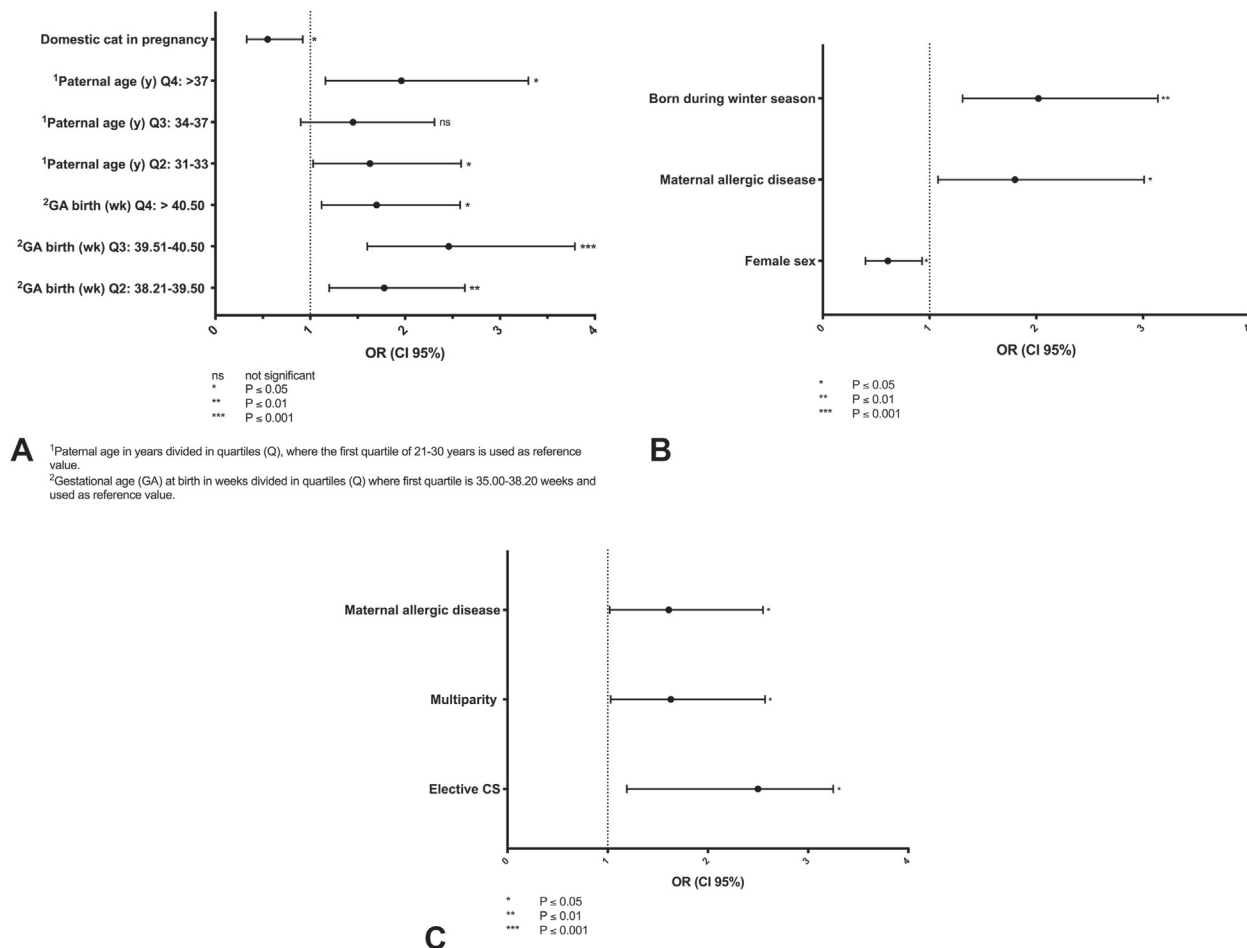 Domestic cat in pregnancy
*
¹Paternal age (y) Q4: >37
*
¹Paternal age (y) Q3: 34-37
ns
¹Paternal age (y) Q2: 31-33
*
²GA birth (wk) Q4: > 40.50
*
²GA birth (wk) Q3: 39.51-40.50
***
²GA birth (wk) Q2: 38.21-39.50
**
0 1 2 3 4
OR (CI 95%)
ns not significant
* P ≤ 0.05
** P ≤ 0.01
*** P ≤ 0.001
A
¹Paternal age in years divided in quartiles (Q), where the first quartile of 21-30 years is used as reference
value.
²Gestational age (GA) at birth in weeks divided in quartiles (Q) where first quartile is 35.00-38.20 weeks and
used as reference value.
Born during winter season
**
Maternal allergic disease
*
Female sex
*
0 1 2 3 4
OR (CI 95%)
* P ≤ 0.05
** P ≤ 0.01
*** P ≤ 0.001
B
Maternal allergic disease
*
Multiparity
*
Elective CS
*
0 1 2 3 4
OR (CI 95%)
* P ≤ 0.05
** P ≤ 0.01
*** P ≤ 0.001
C